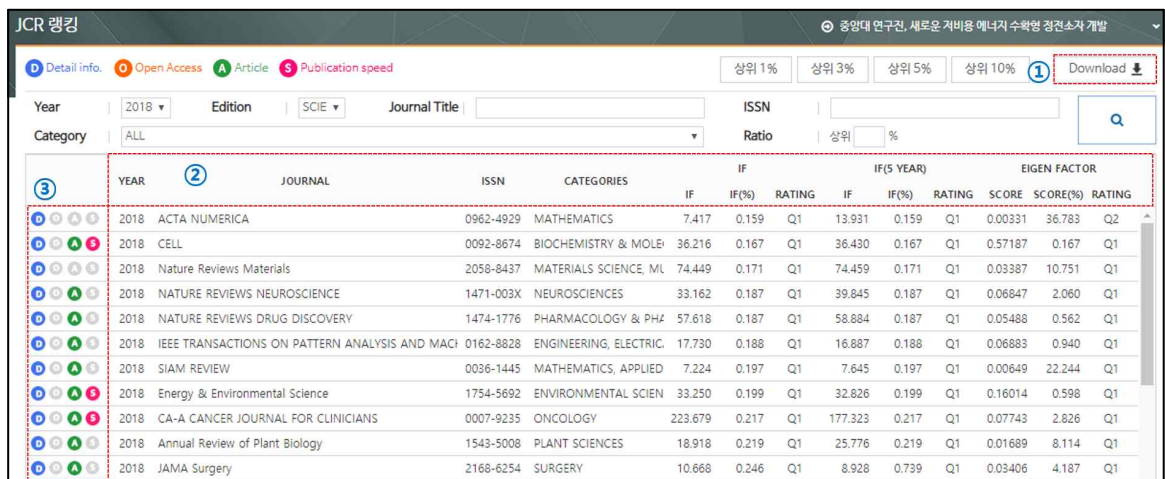 JCR 랭킹
중앙대 연구진, 새로운 저비용 에너지 수확형 정전소자 개발
D Detail info. O Open Access A Article S Publication speed 상위 1% 상위 3% 상위 5% 상위 10% ① Download
Year 2018 Edition SCIE Journal Title ISSN
Category ALL Ratio 상위 %
③ YEAR ② JOURNAL ISSN CATEGORIES IF IF(5 YEAR) EIGEN FACTOR
IF IF(%) RATING IF IF(%) RATING SCORE SCORE(%) RATING
D O A S 2018 ACTA NUMERICA 0962-4929 MATHEMATICS 7.417 0.159 Q1 13.931 0.159 Q1 0.00331 36.783 Q2
D O A S 2018 CELL 0092-8674 BIOCHEMISTRY & MOLE 36.216 0.167 Q1 36.430 0.167 Q1 0.57187 0.167 Q1
D O A S 2018 Nature Reviews Materials 2058-8437 MATERIALS SCIENCE, MU 74.449 0.171 Q1 74.459 0.171 Q1 0.03387 10.751 Q1
D O A S 2018 NATURE REVIEWS NEUROSCIENCE 1471-003X NEUROSCIENCES 33.162 0.187 Q1 39.845 0.187 Q1 0.06847 2.060 Q1
D O A S 2018 NATURE REVIEWS DRUG DISCOVERY 1474-1776 PHARMACOLOGY & PHA 57.618 0.187 Q1 58.884 0.187 Q1 0.05488 0.562 Q1
D O A S 2018 IEEE TRANSACTIONS ON PATTERN ANALYSIS AND MACH 0162-8828 ENGINEERING, ELECTRIC 17.730 0.188 Q1 16.887 0.188 Q1 0.06883 0.940 Q1
D O A S 2018 SIAM REVIEW 0036-1445 MATHEMATICS, APPLIED 7.224 0.197 Q1 7.645 0.197 Q1 0.00649 22.244 Q1
D O A S 2018 Energy & Environmental Science 1754-5692 ENVIRONMENTAL SCIEN 33.250 0.199 Q1 32.826 0.199 Q1 0.16014 0.598 Q1
D O A S 2018 CA-A CANCER JOURNAL FOR CLINICIANS 0007-9235 ONCOLOGY 223.679 0.217 Q1 177.323 0.217 Q1 0.07743 2.826 Q1
D O A S 2018 Annual Review of Plant Biology 1543-5008 PLANT SCIENCES 18.918 0.219 Q1 25.776 0.219 Q1 0.01689 8.114 Q1
D O A S 2018 JAMA Surgery 2168-6254 SURGERY 10.668 0.246 Q1 8.928 0.739 Q1 0.03406 4.187 Q1